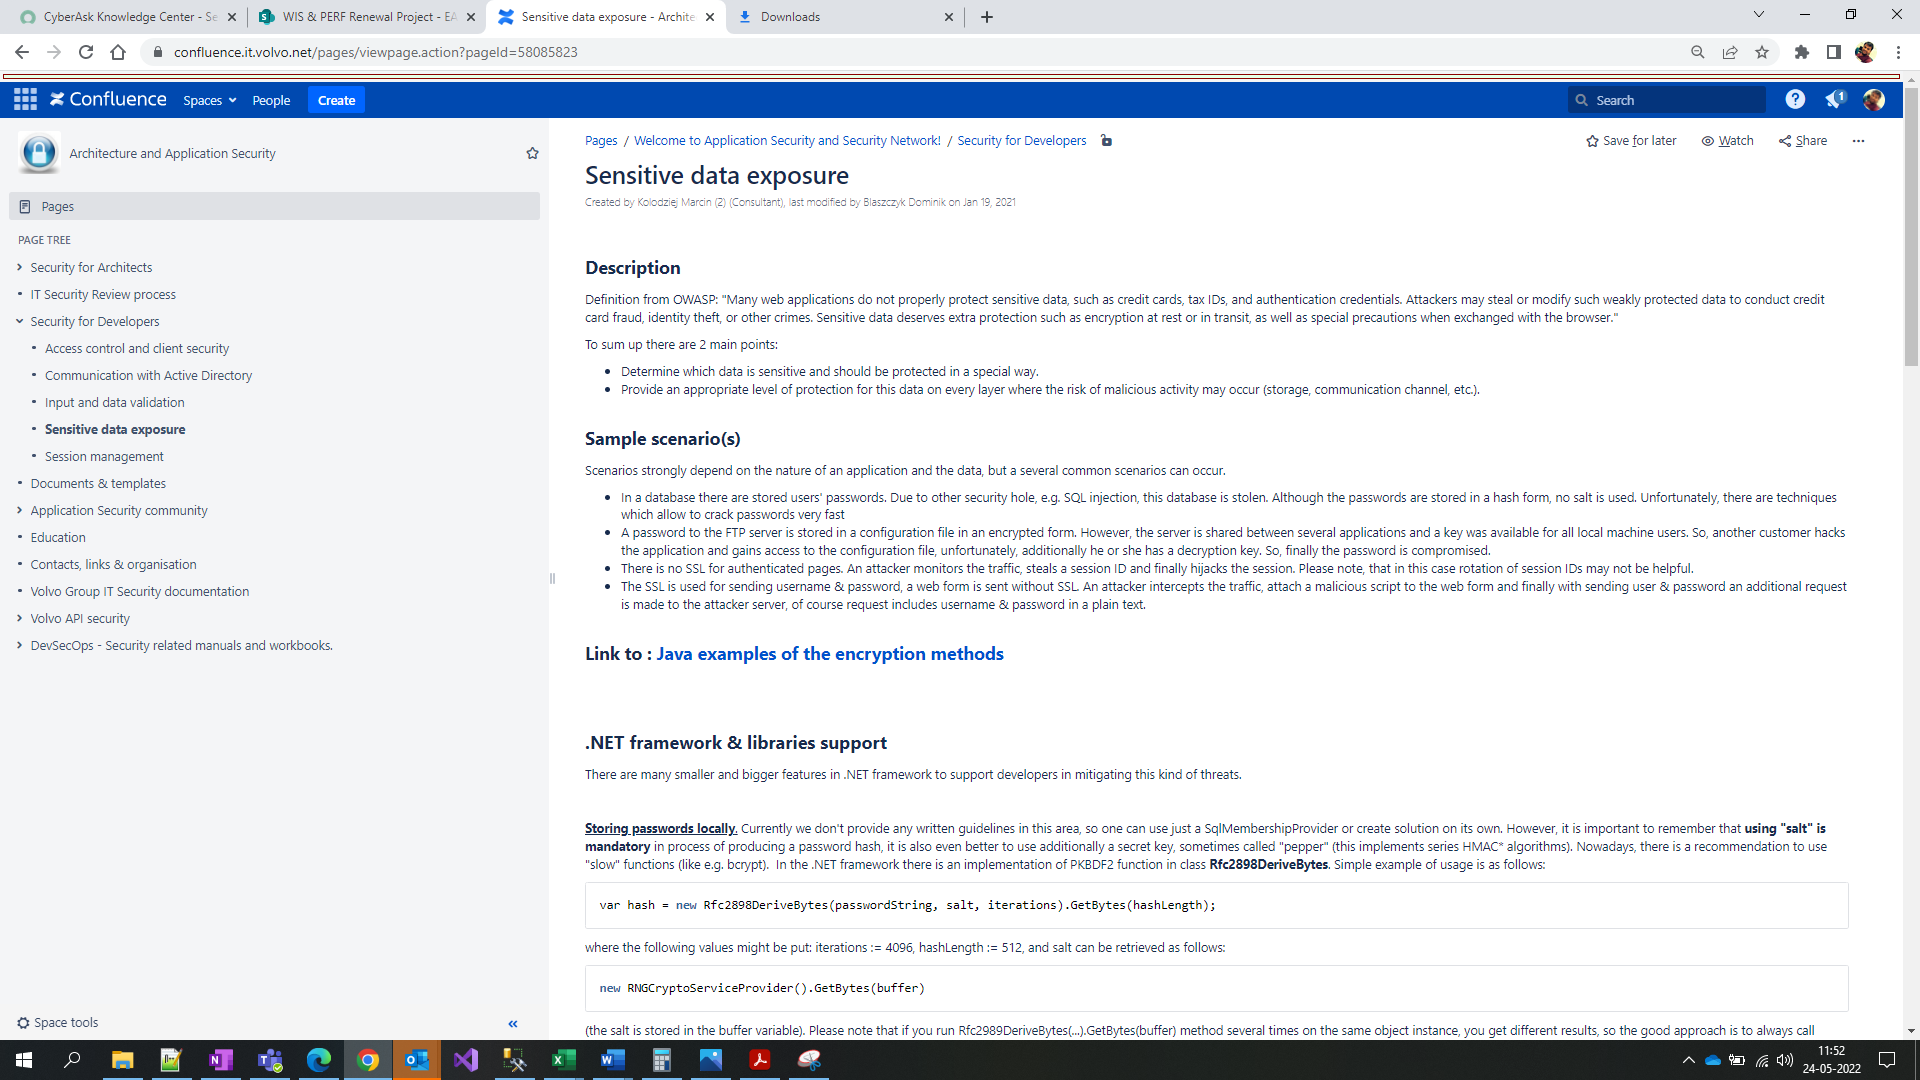 CyberAsk Knowledge Center - Se
WIS & PERF Renewal Project - EA
Sensitive data exposure - Archite
Downloads
confluence.it.volvo.net/pages/viewpage.action?pageId=58085823
Confluence Spaces People Create Search 1
Architecture and Application Security
Pages
PAGE TREE
Security for Architects
IT Security Review process
Security for Developers
Access control and client security
Communication with Active Directory
Input and data validation
Sensitive data exposure
Session management
Documents & templates
Application Security community
Education
Contacts, links & organisation
Volvo Group IT Security documentation
Volvo API security
DevSecOps - Security related manuals and workbooks.
Space tools
Pages / Welcome to Application Security and Security Network! / Security for Developers
Save for later Watch Share
Sensitive data exposure
Created by Kolodziej Marcin (2) (Consultant), last modified by Blaszczyk Dominik on Jan 19, 2021
Description
Definition from OWASP: "Many web applications do not properly protect sensitive data, such as credit cards, tax IDs, and authentication credentials. Attackers may steal or modify such weakly protected data to conduct credit
card fraud, identity theft, or other crimes. Sensitive data deserves extra protection such as encryption at rest or in transit, as well as special precautions when exchanged with the browser."
To sum up there are 2 main points:
• Determine which data is sensitive and should be protected in a special way.
• Provide an appropriate level of protection for this data on every layer where the risk of malicious activity may occur (storage, communication channel, etc.).
Sample scenario(s)
Scenarios strongly depend on the nature of an application and the data, but a several common scenarios can occur.
• In a database there are stored users' passwords. Due to other security hole, e.g. SQL injection, this database is stolen. Although the passwords are stored in a hash form, no salt is used. Unfortunately, there are techniques
which allow to crack passwords very fast
• A password to the FTP server is stored in a configuration file in an encrypted form. However, the server is shared between several applications and a key was available for all local machine users. So, another customer hacks
the application and gains access to the configuration file, unfortunately, additionally he or she has a decryption key. So, finally the password is compromised.
• There is no SSL for authenticated pages. An attacker monitors the traffic, steals a session ID and finally hijacks the session. Please note, that in this case rotation of session IDs may not be helpful.
• The SSL is used for sending username & password, a web form is sent without SSL. An attacker intercepts the traffic, attach a malicious script to the web form and finally with sending user & password an additional request
is made to the attacker server, of course request includes username & password in a plain text.
Link to : Java examples of the encryption methods
.NET framework & libraries support
There are many smaller and bigger features in .NET framework to support developers in mitigating this kind of threats.
Storing passwords locally. Currently we don't provide any written guidelines in this area, so one can use just a SqlMembershipProvider or create solution on its own. However, it is important to remember that using "salt" is
mandatory in process of producing a password hash, it is also even better to use additionally a secret key, sometimes called "pepper" (this implements series HMAC* algorithms). Nowadays, there is a recommendation to use
"slow" functions (like e.g. bcrypt). In the .NET framework there is an implementation of PKBDF2 function in class Rfc2898DeriveBytes. Simple example of usage is as follows:
var hash = new Rfc2898DeriveBytes(passwordString, salt, iterations).GetBytes(hashLength);
where the following values might be put: iterations := 4096, hashLength := 512, and salt can be retrieved as follows:
new RNGCryptoServiceProvider().GetBytes(buffer)
(the salt is stored in the buffer variable). Please note that if you run Rfc2989DeriveBytes(...).GetBytes(buffer) method several times on the same object instance, you get different results, so the good approach is to always call
11:52
24-05-2022